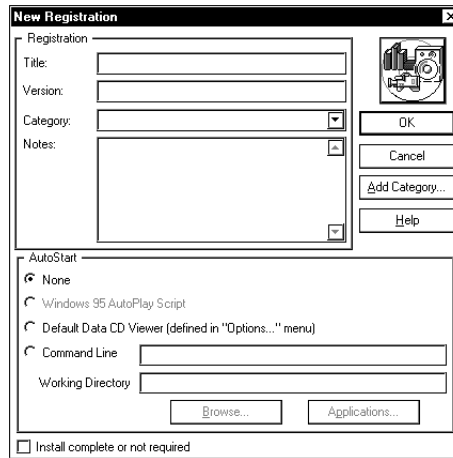 New Registration
Registration
Title:
Version:
Category:
Notes:
OK
Cancel
Add Category...
Help
AutoStart
None
Windows 95 AutoPlay Script
Default Data CD Viewer (defined in "Options..." menu)
Command Line
Working Directory
Browse...
Applications...
Install complete or not required